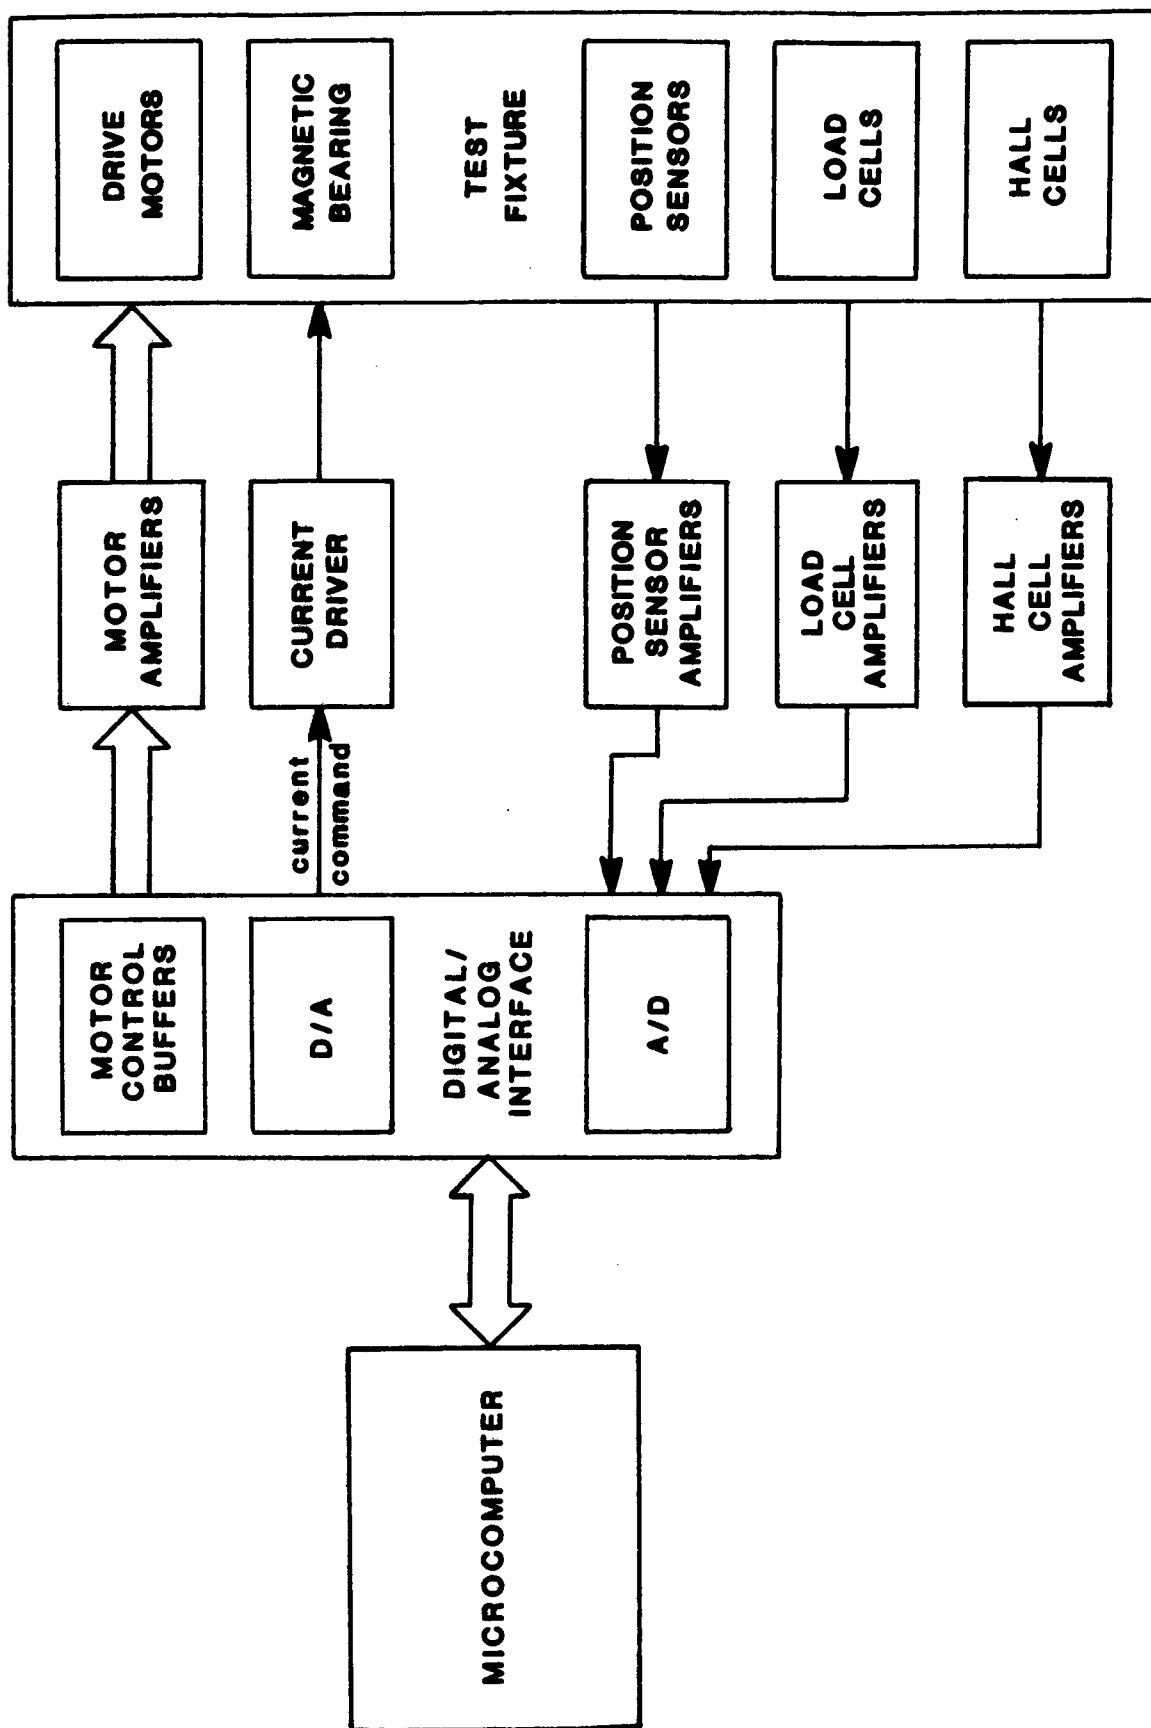 MICROCOMPUTER
MOTOR
CONTROL
BUFFERS
D/A
DIGITAL/
ANALOG
INTERFACE
A/D
current
command
MOTOR
AMPLIFIERS
CURRENT
DRIVER
POSITION
SENSOR
AMPLIFIERS
LOAD
CELL
AMPLIFIERS
HALL
CELL
AMPLIFIERS
DRIVE
MOTORS
MAGNETIC
BEARING
TEST
FIXTURE
POSITION
SENSORS
LOAD
CELLS
HALL
CELLS